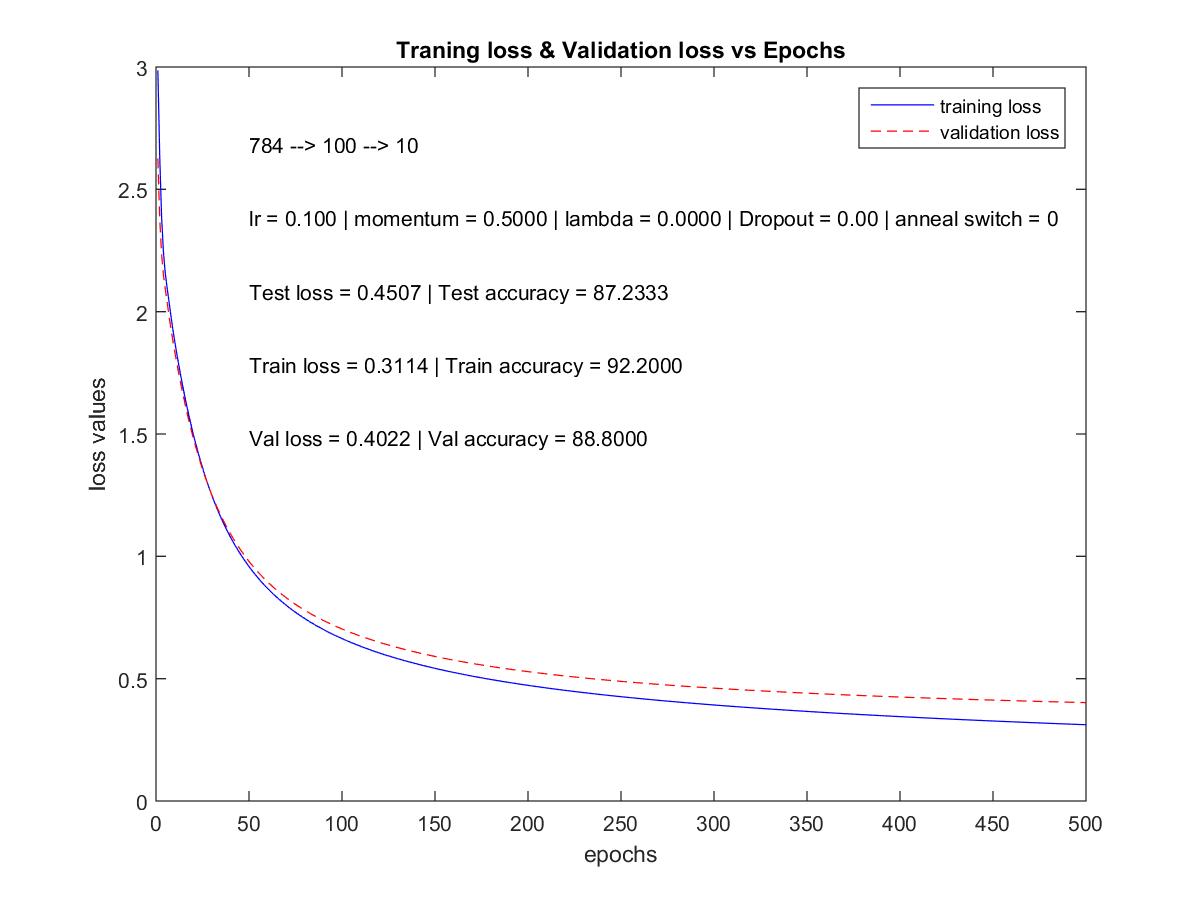 Traning loss & Validation loss vs Epochs
training loss
validation loss
784 --> 100 --> 10
lr = 0.100 | momentum = 0.5000 | lambda = 0.0000 | Dropout = 0.00 | anneal switch = 0
Test loss = 0.4507 | Test accuracy = 87.2333
Train loss = 0.3114 | Train accuracy = 92.2000
Val loss = 0.4022 | Val accuracy = 88.8000
loss values
3
2.5
2
1.5
1
0.5
0
0 50 100 150 200 250 300 350 400 450 500
epochs